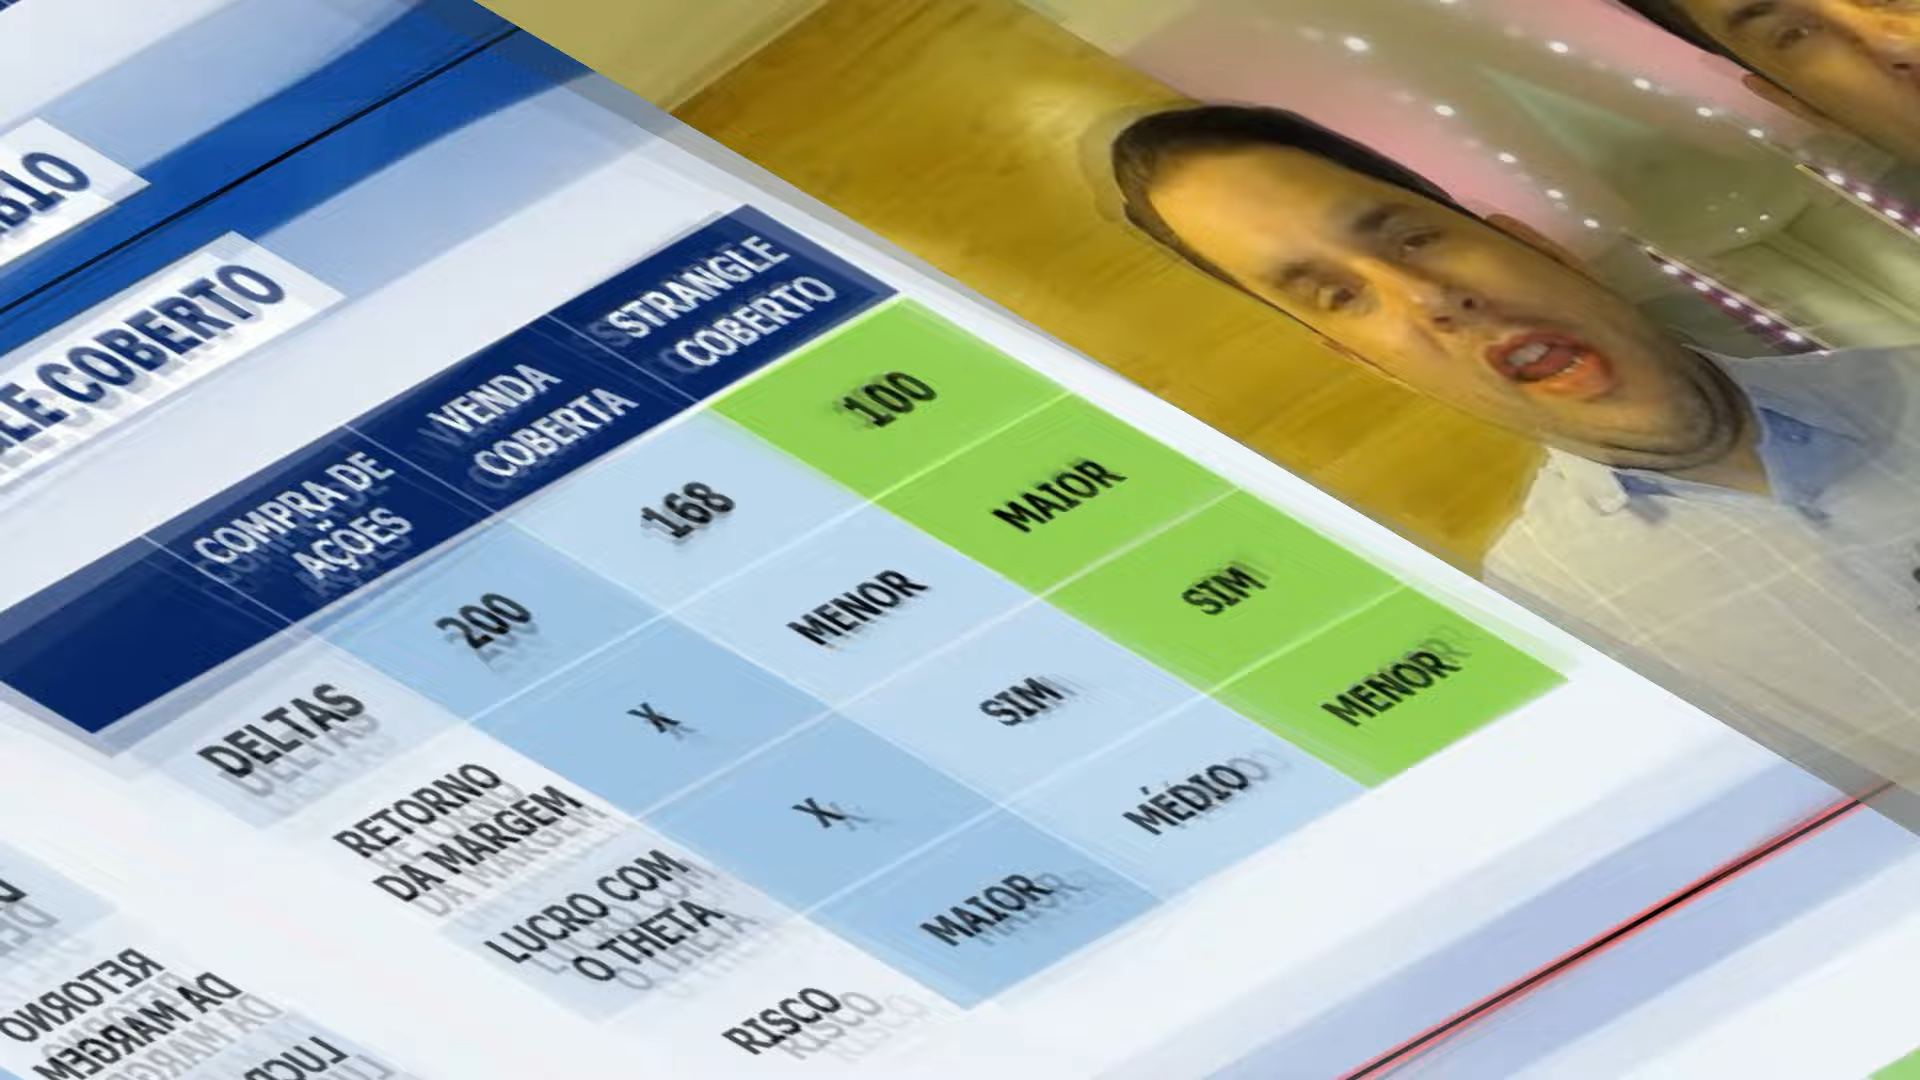 BIO
LE COBERTO
COMPRA DE
AÇÕES
VENDA
COBERTA
STRANGLE
COBERTO
DELTAS
200
168
100
RETORNO
DA MARGEM
X
MENOR
MAIOR
LUCRO COM
O THETA
X
SIM
SIM
RISCO
MAIOR
MÉDIO
MENOR
RETORNO
DA MARGEM